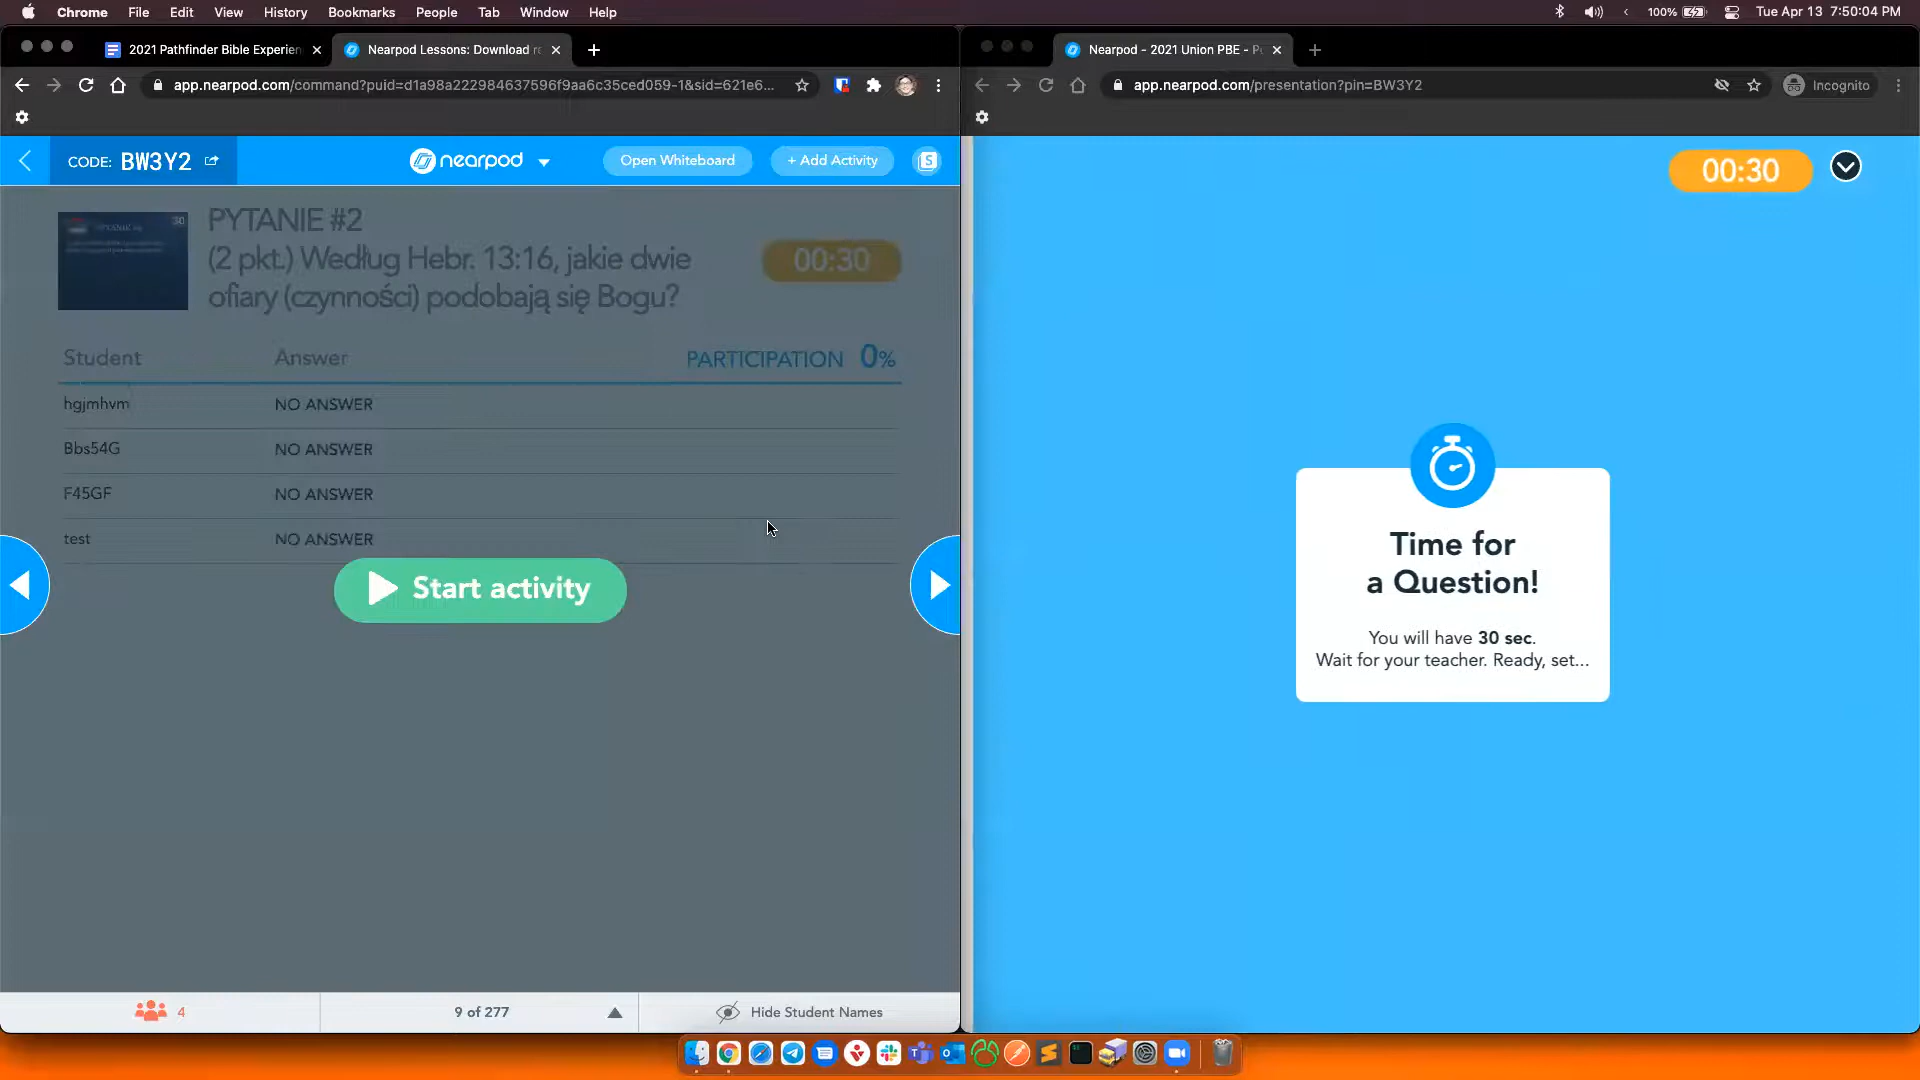 Chrome File Edit View History Bookmarks People Tab Window Help
100% Tue Apr 13 7:50:04 PM
2021 Pathfinder Bible Experien
Nearpod Lessons: Download re
Nearpod - 2021 Union PBE - P
app.nearpod.com/command?puid=d1a98a222984637596f9aa6c35ced059-1&sid=621e6...
app.nearpod.com/presentation?pin=BW3Y2
Incognito
CODE: BW3Y2
nearpod
Open Whiteboard
+ Add Activity
S
PYTANIE #2
(2 pkt.) Według Hebr. 13:16, jakie dwie
ofiary (czynności) podobają się Bogu?
00:30
Student Answer PARTICIPATION 0%
hgjmhvm NO ANSWER
Bbs54G NO ANSWER
F45GF NO ANSWER
test NO ANSWER
Start activity
4
9 of 277
Hide Student Names
00:30
Time for
a Question!
You will have 30 sec.
Wait for your teacher. Ready, set...